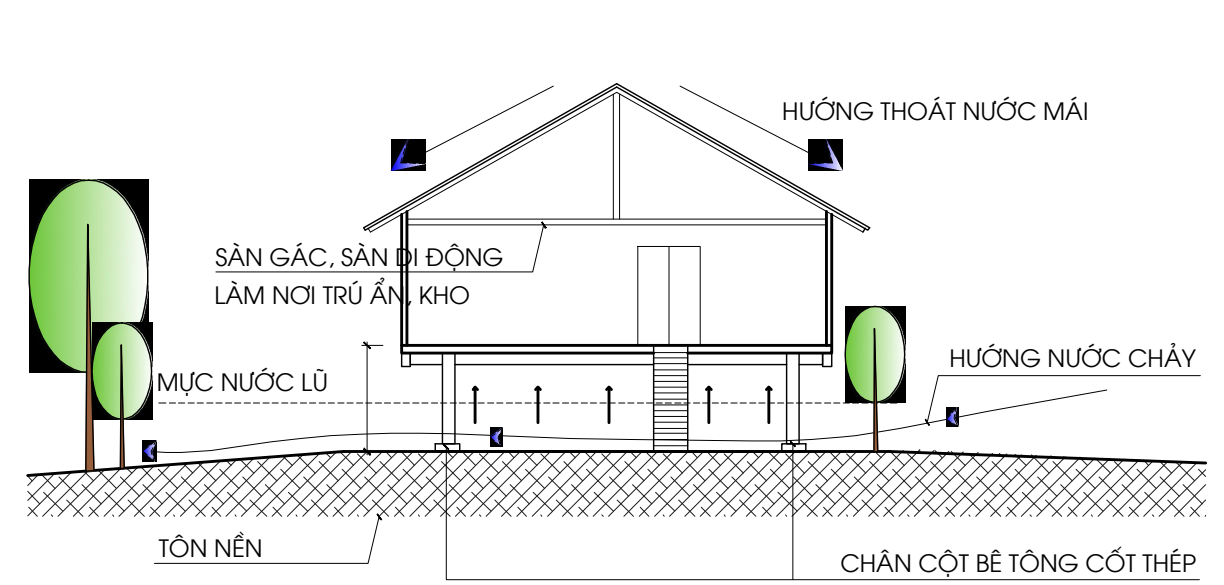 HƯỚNG THOÁT NƯỚC MÁI
SÀN GÁC, SÀN DI ĐỘNG
LÀM NƠI TRÚ ẨN, KHO
HƯỚNG NƯỚC CHẢY
MỰC NƯỚC LŨ
TÔN NỀN
CHÂN CỘT BÊ TÔNG CỐT THÉP